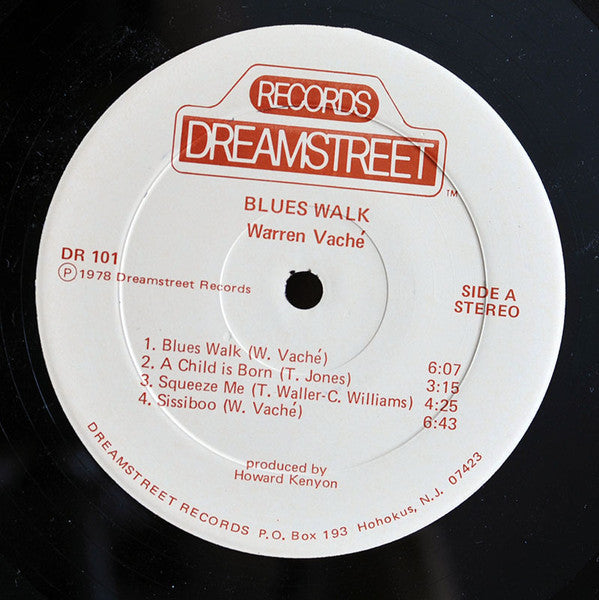 RECORDS
DREAMSTREET
TM
BLUES WALK
Warren Vaché
DR 101
Ⓟ 1978 Dreamstreet Records
SIDE A
STEREO
1. Blues Walk (W. Vaché) 6:07
2. A Child is Born (T. Jones) 3:15
3. Squeeze Me (T. Waller-C. Williams) 4:25
4. Sissiboo (W. Vaché) 6:43
produced by
Howard Kenyon
DREAMSTREET RECORDS P.O. Box 193 Hohokus, N.J. 07423